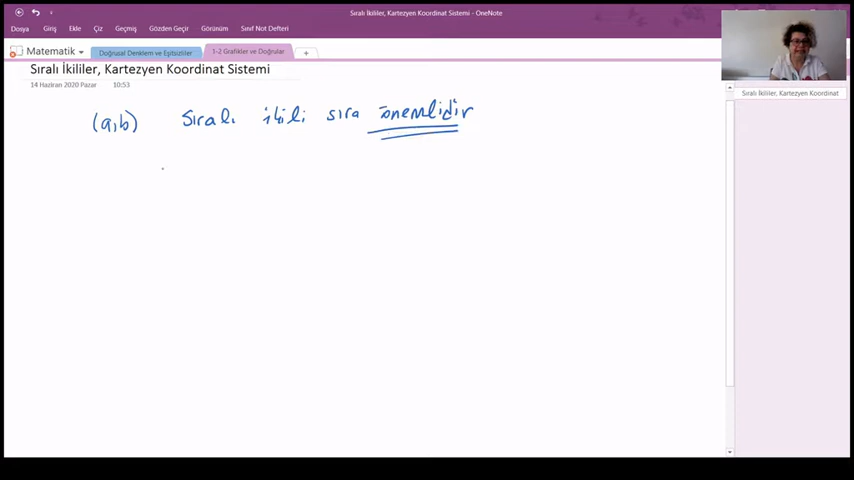 Sıralı İkililer, Kartezyen Koordinat Sistemi - OneNote
Dosya Giriş Ekle Çiz Geçmiş Gözden Geçir Görünüm Sınıf Not Defteri
Matematik Doğrusal Denklem ve Eşitsizliler 1-2 Grafikler ve Doğrular +
Sıralı İkililer, Kartezyen Koordinat Sistemi
14 Haziran 2020 Pazar 10:53
Sıralı İkililer, Kartezyen Koordinat
(a,b) Sıralı ikili sıra önemlidir